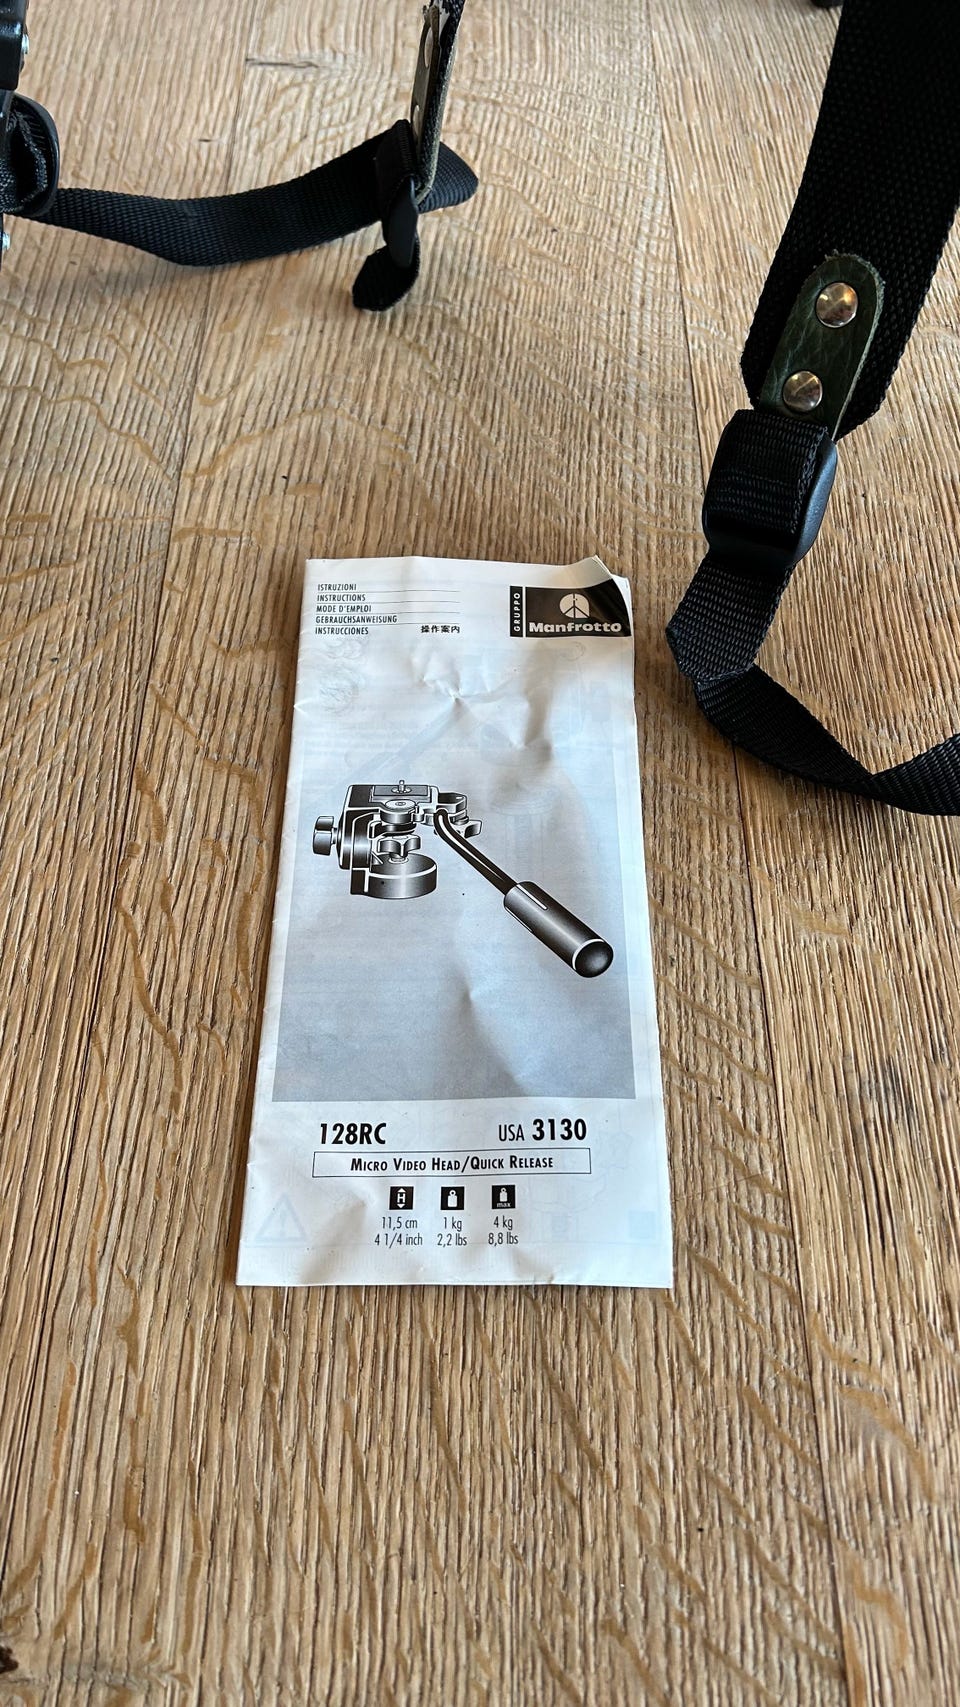 ISTRUZIONI
INSTRUCTIONS
MODE D'EMPLOI
GEBRAUCHSANWEISUNG
INSTRUCCIONES 操作案内
GRUPPO
Manfrotto
128RC USA 3130
MICRO VIDEO HEAD/QUICK RELEASE
H max
11,5 cm 1 kg 4 kg
4 1/4 inch 2,2 lbs 8,8 lbs